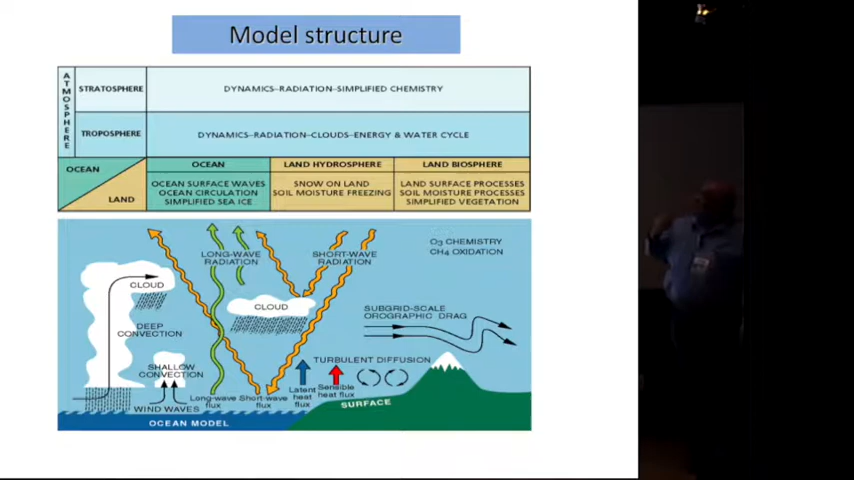 Model structure
ATMOSPHERE
STRATOSPHERE
DYNAMICS–RADIATION–SIMPLIFIED CHEMISTRY
TROPOSPHERE
DYNAMICS–RADIATION–CLOUDS–ENERGY & WATER CYCLE
OCEAN
LAND
OCEAN
OCEAN SURFACE WAVES
OCEAN CIRCULATION
SIMPLIFIED SEA ICE
LAND HYDROSPHERE
SNOW ON LAND
SOIL MOISTURE FREEZING
LAND BIOSPHERE
LAND SURFACE PROCESSES
SOIL MOISTURE PROCESSES
SIMPLIFIED VEGETATION
LONG-WAVE
RADIATION
SHORT-WAVE
RADIATION
O3 CHEMISTRY
CH4 OXIDATION
CLOUD
CLOUD
SUBGRID-SCALE
OROGRAPHIC DRAG
DEEP
CONVECTION
SHALLOW
CONVECTION
TURBULENT DIFFUSION
WIND WAVES
Long-wave
flux
Short-wave
flux
Latent
heat
flux
Sensible
heat flux
SURFACE
OCEAN MODEL